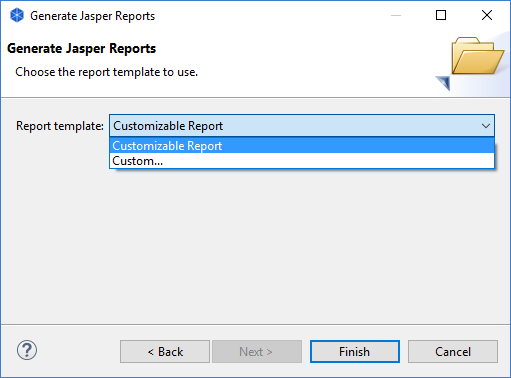 Generate Jasper Reports
Generate Jasper Reports
Choose the report template to use.
Report template: Customizable Report
Customizable Report
Custom...
? < Back Next > Finish Cancel